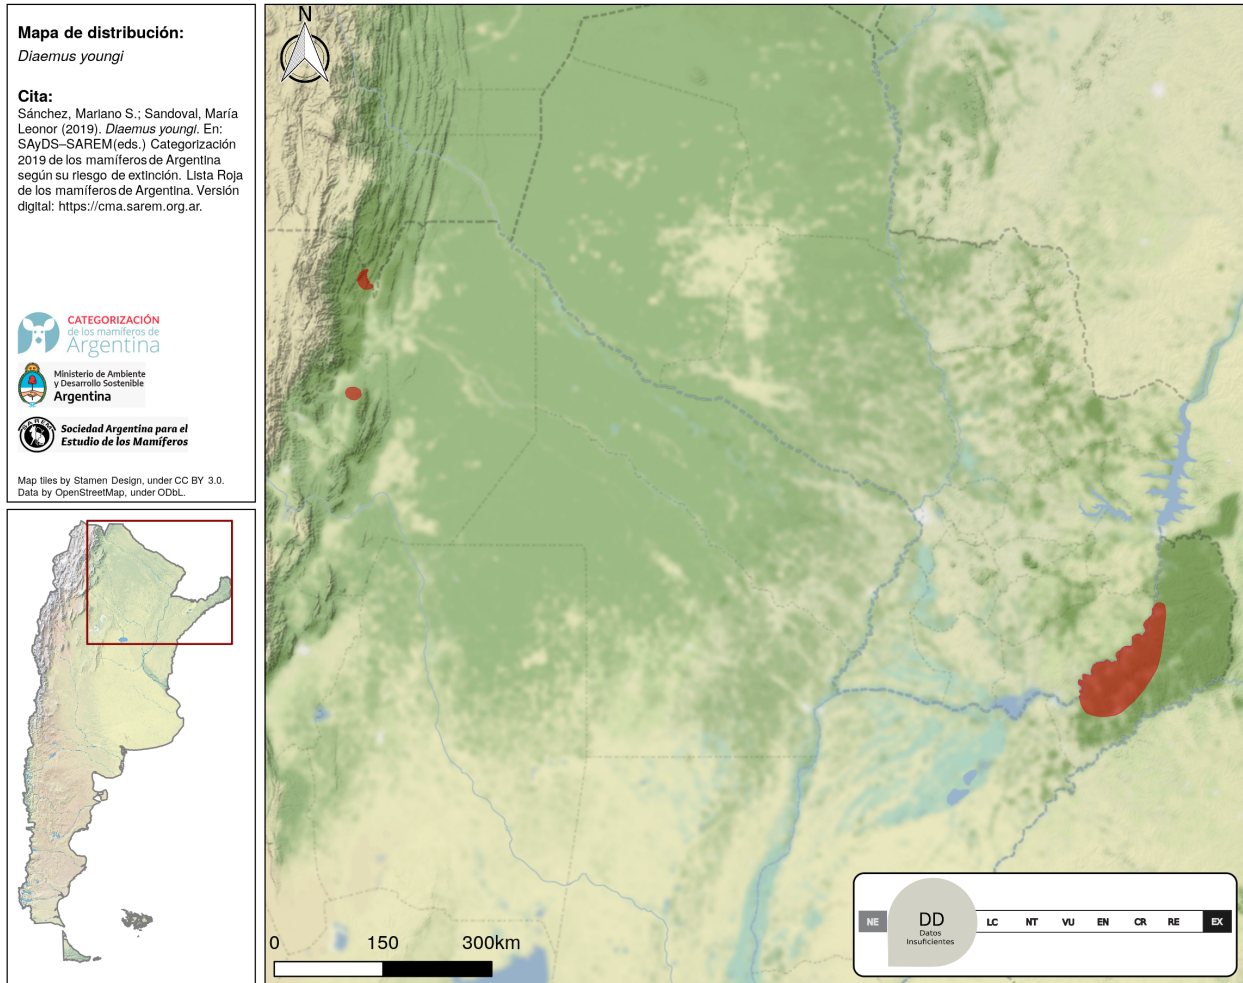 Mapa de distribución:
Diaemus youngi
Cita:
Sánchez, Mariano S.; Sandoval, María
Leonor (2019). Diaemus youngi. En:
SAyDS–SAREM(eds.) Categorización
2019 de los mamíferos de Argentina
según su riesgo de extinción. Lista Roja
de los mamíferos de Argentina. Versión
digital: https://cma.sarem.org.ar.
CATEGORIZACIÓN
de los mamíferos de
Argentina
Ministerio de Ambiente
y Desarrollo Sostenible
Argentina
SAREM
Sociedad Argentina para el
Estudio de los Mamíferos
Map tiles by Stamen Design, under CC BY 3.0.
Data by OpenStreetMap, under ODbL.
N
0 150 300km
NE DD LC NT VU EN CR RE EX
Datos
Insuficientes